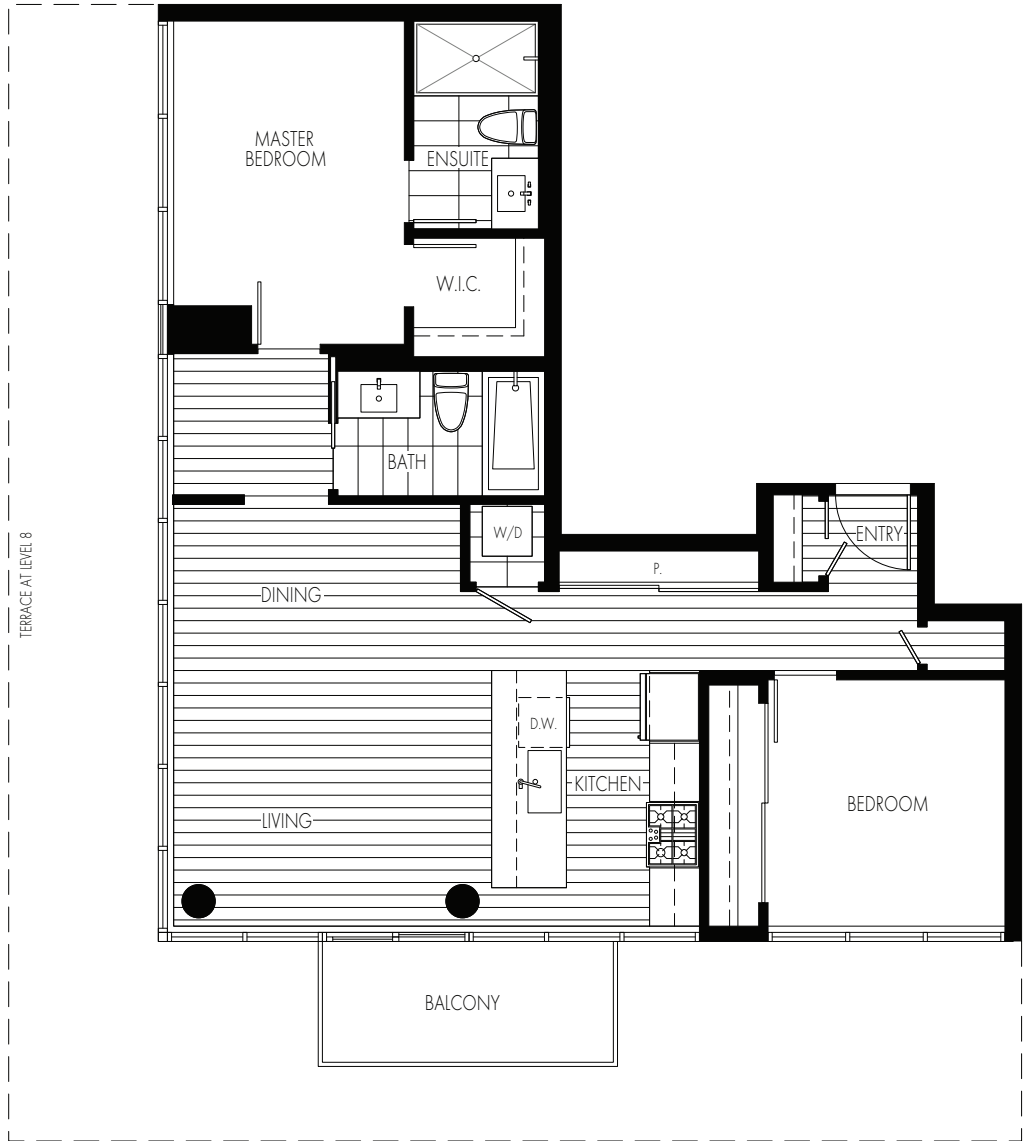 MASTER
BEDROOM
ENSUITE
W.I.C.
BATH
W/D
P.
ENTRY
TERRACE AT LEVEL 8
DINING
D.W.
KITCHEN
LIVING
BEDROOM
BALCONY